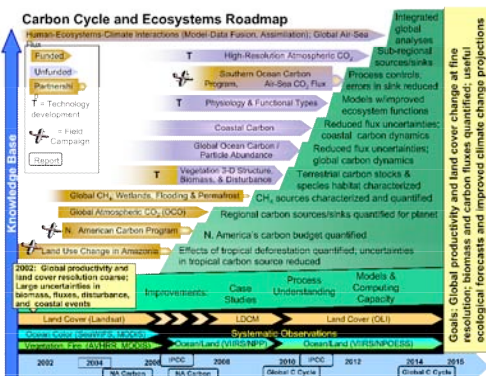 Carbon Cycle and Ecosystems Roadmap
Human-Ecosystems-Climate Interactions (Model-Data Fusion, Assimilation); Global Air-Sea
Flux
Integrated
global
analyses
Funded
Unfunded
Partnershi
T = Technology
development
= Field
Campaign
Report
T High-Resolution Atmospheric CO2
Sub-regional
sources/sinks
Southern Ocean Carbon
Program, Air-Sea CO2 Flux
Process controls;
errors in sink reduced
T Physiology & Functional Types
Models w/improved
ecosystem functions
Coastal Carbon
Reduced flux uncertainties;
coastal carbon dynamics
Global Ocean Carbon /
Particle Abundance
Reduced flux uncertainties;
global carbon dynamics
T Vegetation 3-D Structure,
Biomass, & Disturbance
Terrestrial carbon stocks &
species habitat characterized
Global CH4; Wetlands, Flooding & Permafrost
CH4 sources characterized and quantified
Global Atmospheric CO2 (OCO)
Regional carbon sources/sinks quantified for planet
N. American Carbon Program
N. America's carbon budget quantified
Land Use Change in Amazonia
Effects of tropical deforestation quantified; uncertainties
in tropical carbon source reduced
Knowledge Base
2002: Global productivity and
land cover resolution coarse;
Large uncertainties in
biomass, fluxes, disturbance,
and coastal events
Improvements:
Case
Studies
Process
Understanding
Models &
Computing
Capacity
Land Cover (Landsat)
LDCM
Land Cover (OLI)
Ocean Color (SeaWiFS, MODIS)
Systematic Observations
Vegetation, Fire (AVHRR, MODIS)
Ocean/Land (VIIRS/NPP)
Ocean/Land (VIIRS/NPOESS)
2002
2004
2006
IPCC
2008
2010
IPCC
2012
2014
2015
NA Carbon
NA Carbon
Global C Cycle
Global C Cycle
Goals: Global productivity and land cover change at fine
resolution; biomass and carbon fluxes quantified; useful
ecological forecasts and improved climate change projections